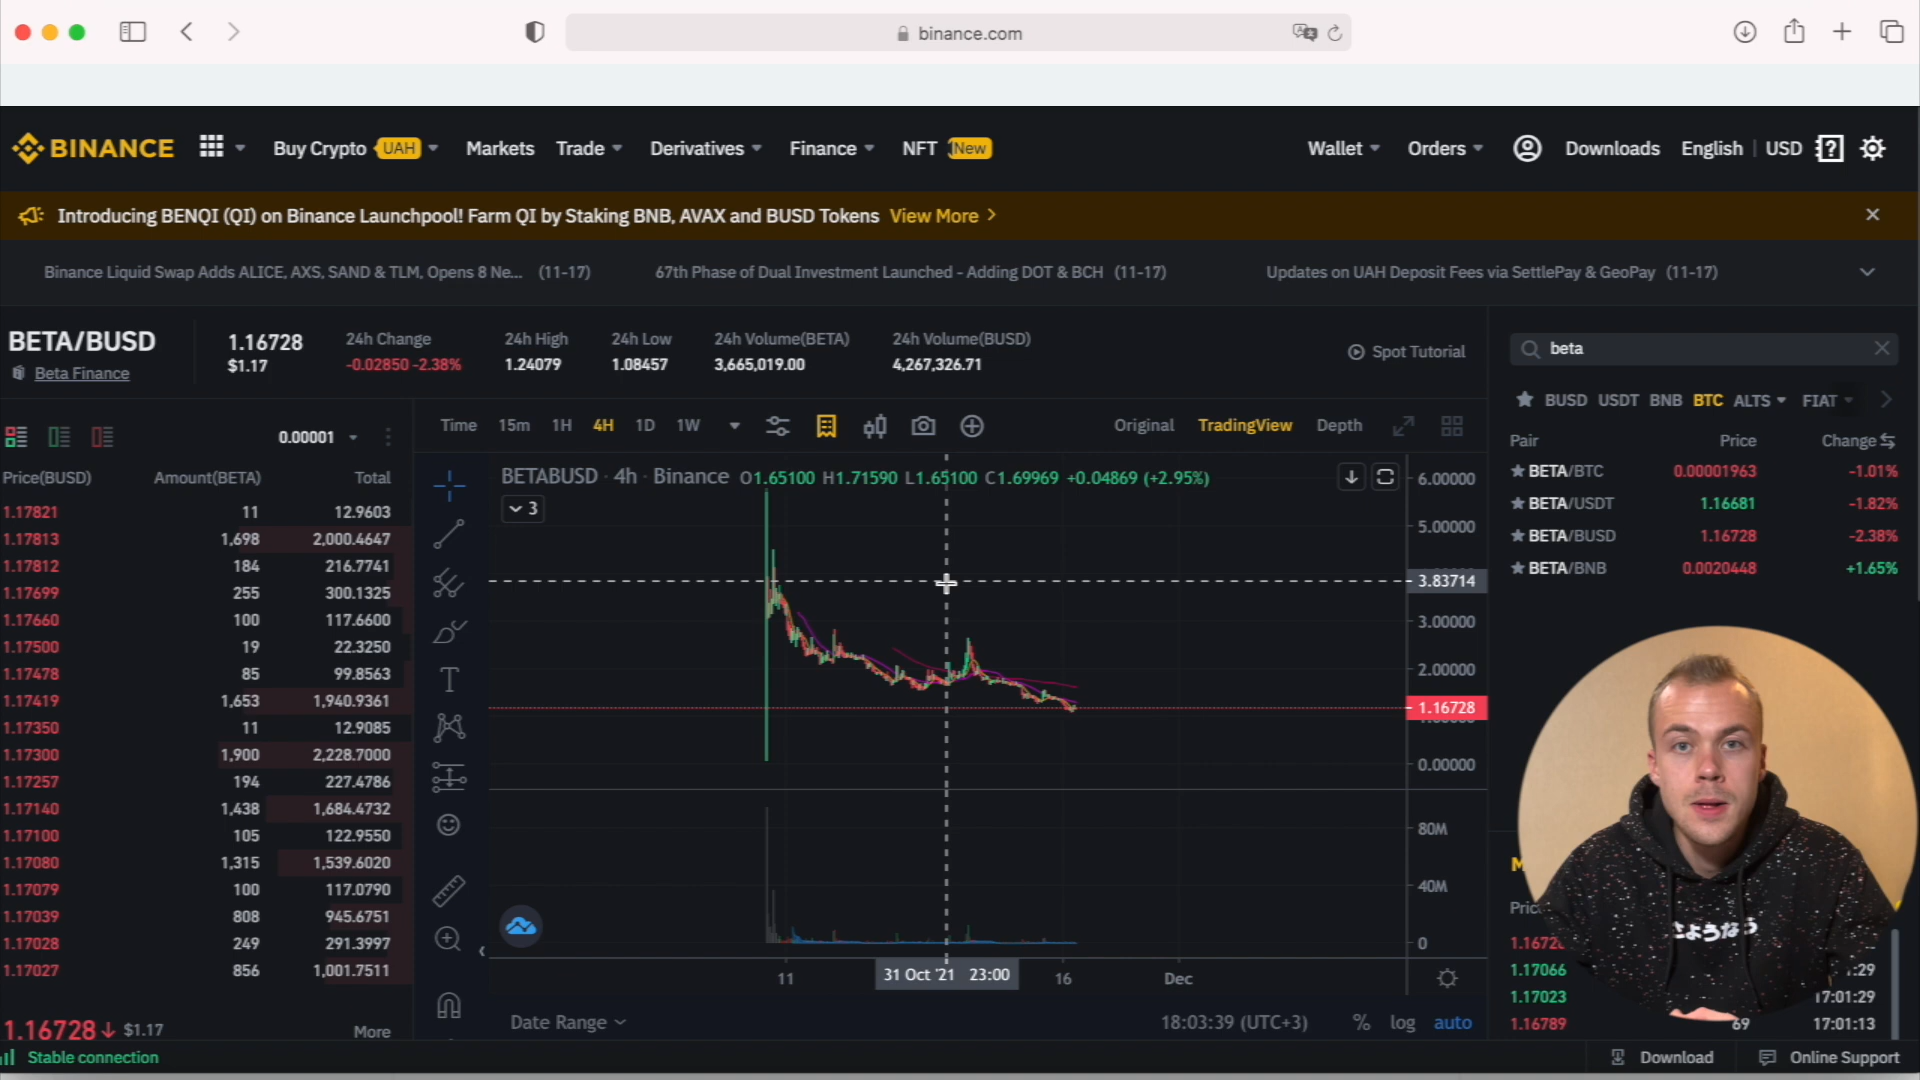 binance.com
BINANCE
Buy Crypto UAH
Markets
Trade
Derivatives
Finance
NFT New
Wallet
Orders
Downloads
English
USD
Introducing BENQI (QI) on Binance Launchpool! Farm QI by Staking BNB, AVAX and BUSD Tokens View More
Binance Liquid Swap Adds ALICE, AXS, SAND & TLM, Opens 8 Ne... (11-17)
67th Phase of Dual Investment Launched - Adding DOT & BCH (11-17)
Updates on UAH Deposit Fees via SettlePay & GeoPay (11-17)
BETA/BUSD
Beta Finance
1.16728
$1.17
24h Change
-0.02850 -2.38%
24h High
1.24079
24h Low
1.08457
24h Volume(BETA)
3,665,019.00
24h Volume(BUSD)
4,267,326.71
Spot Tutorial
0.00001
Price(BUSD) Amount(BETA) Total
1.17821 11 12.9603
1.17813 1,698 2,000.4647
1.17812 184 216.7741
1.17699 255 300.1325
1.17660 100 117.6600
1.17500 19 22.3250
1.17478 85 99.8563
1.17419 1,653 1,940.9361
1.17350 11 12.9085
1.17300 1,900 2,228.7000
1.17257 194 227.4786
1.17140 1,438 1,684.4732
1.17100 105 122.9550
1.17080 1,315 1,539.6020
1.17079 100 117.0790
1.17039 808 945.6751
1.17028 249 291.3997
1.17027 856 1,001.7511
1.16728 $1.17 More
Time 15m 1H 4H 1D 1W
Original TradingView Depth
BETABUSD · 4h · Binance O1.65100 H1.71590 L1.65100 C1.69969 +0.04869 (+2.95%)
3
6.00000
5.00000
3.83714
3.00000
2.00000
1.16728
0.00000
80M
40M
0
11 31 Oct '21 23:00 16 Dec
Date Range
18:03:39 (UTC+3) % log auto
beta
BUSD USDT BNB BTC ALTS FIAT
Pair Price Change
BETA/BTC 0.00001963 -1.01%
BETA/USDT 1.16681 -1.82%
BETA/BUSD 1.16728 -2.38%
BETA/BNB 0.0020448 +1.65%
さようなら
1.17066 :29
1.17023 17:01:29
1.16789 69 17:01:13
Stable connection
Download
Online Support